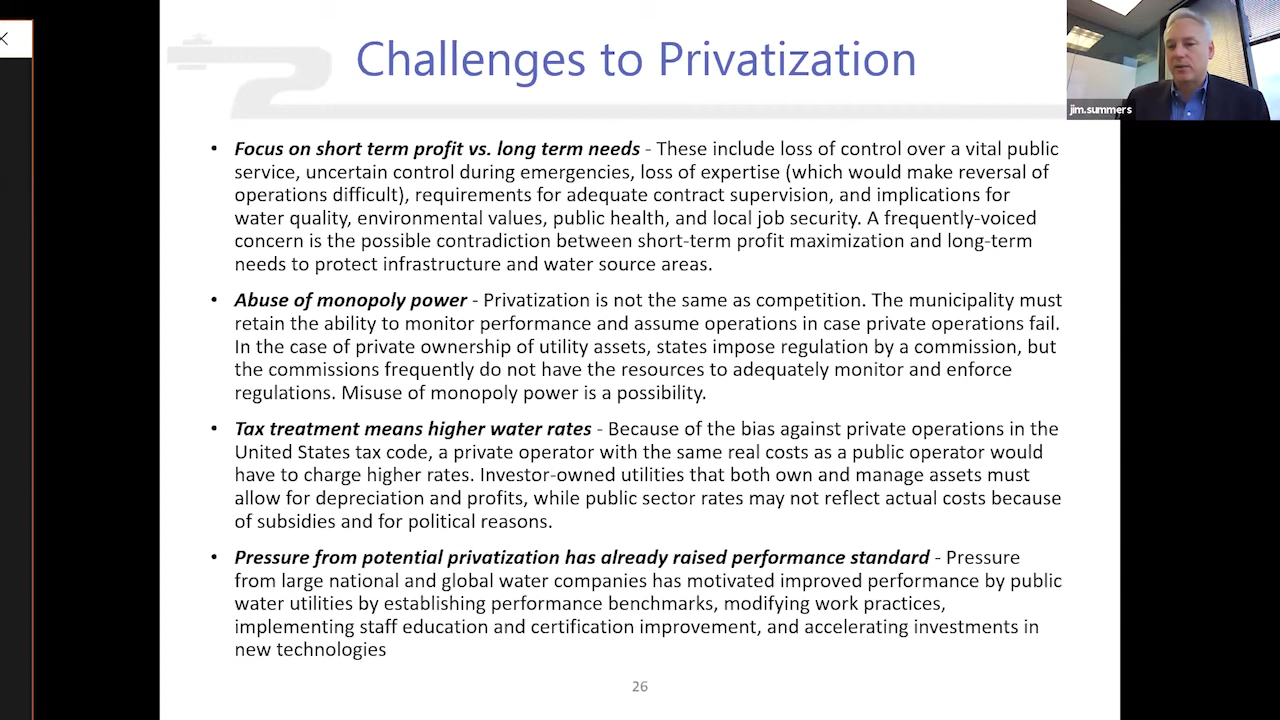 Challenges to Privatization
jim.summers
• Focus on short term profit vs. long term needs - These include loss of control over a vital public
service, uncertain control during emergencies, loss of expertise (which would make reversal of
operations difficult), requirements for adequate contract supervision, and implications for
water quality, environmental values, public health, and local job security. A frequently-voiced
concern is the possible contradiction between short-term profit maximization and long-term
needs to protect infrastructure and water source areas.
• Abuse of monopoly power - Privatization is not the same as competition. The municipality must
retain the ability to monitor performance and assume operations in case private operations fail.
In the case of private ownership of utility assets, states impose regulation by a commission, but
the commissions frequently do not have the resources to adequately monitor and enforce
regulations. Misuse of monopoly power is a possibility.
• Tax treatment means higher water rates - Because of the bias against private operations in the
United States tax code, a private operator with the same real costs as a public operator would
have to charge higher rates. Investor-owned utilities that both own and manage assets must
allow for depreciation and profits, while public sector rates may not reflect actual costs because
of subsidies and for political reasons.
• Pressure from potential privatization has already raised performance standard - Pressure
from large national and global water companies has motivated improved performance by public
water utilities by establishing performance benchmarks, modifying work practices,
implementing staff education and certification improvement, and accelerating investments in
new technologies
26